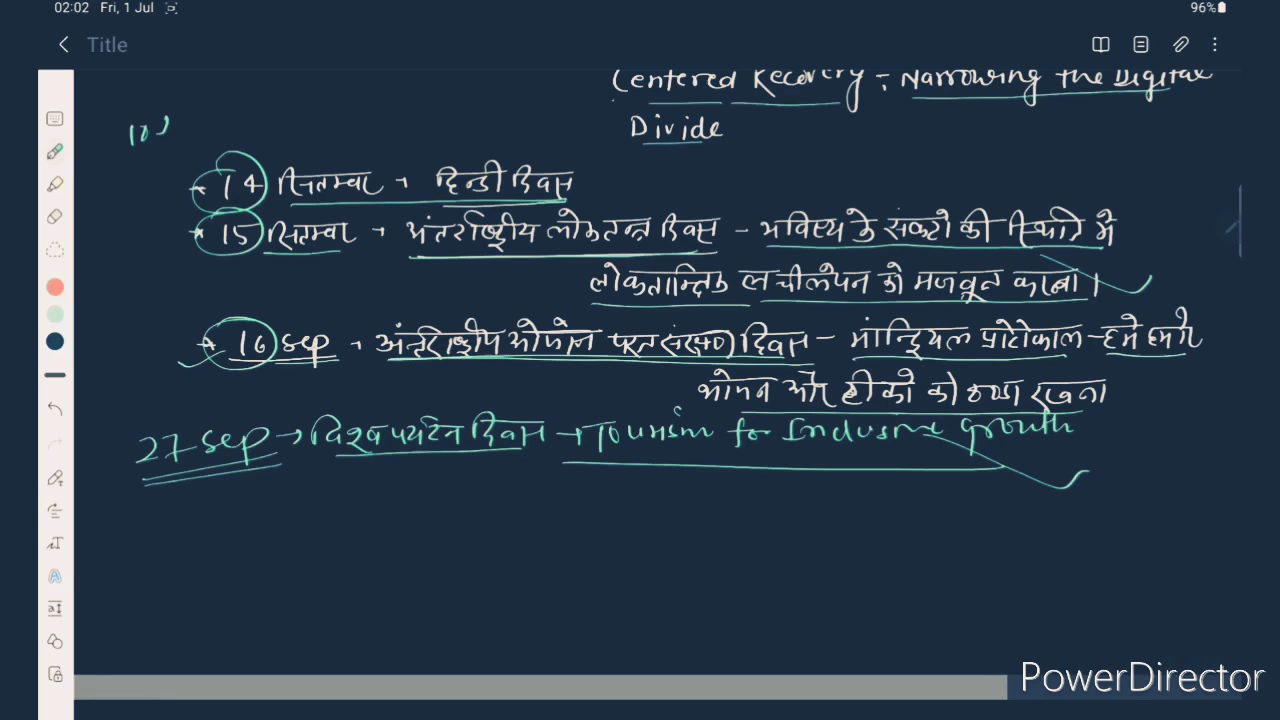 02:02 Fri, 1 Jul 96%
Title
Centered Recovery : Narrowing the Digital
Divide
10)
14 सितम्बर → हिन्दी दिवस
15 सितम्बर → अंतर्राष्ट्रीय लोकतन्त्र दिवस - भविष्य के संकटो की स्थिति मे
लोकतान्त्रिक लचीलेपन को मजबूत करना।
16 Sep → अंतर्राष्ट्रीय ओजोन परत संरक्षण दिवस - मांन्ट्रियल प्रोटोकाल - हमे हमारे
भोजन और टीको को ठण्डा रखना
27 Sep → विश्व पर्यटन दिवस → Tourism for Inclusive growth
PowerDirector